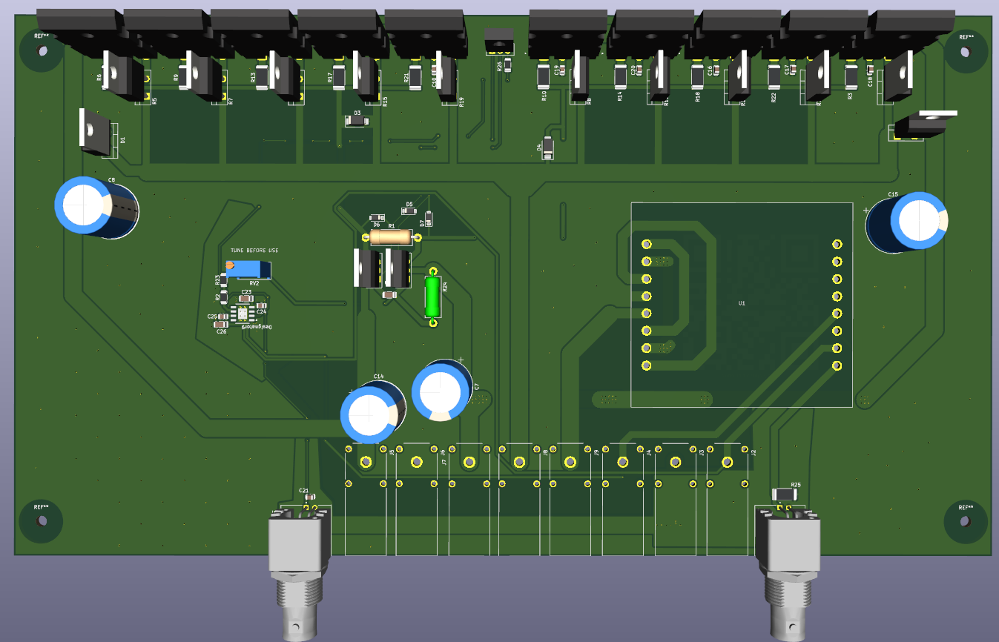 REF**
REF**
R6
R9
R13
R17
R21
C10
R26
R10
C19
R14
C20
R18
C16
R22
C17
R3
C18
R5
R7
R15
R19
R8
D3
D1
D4
C8
C15
D5
D6
D7
R1
TUNE BEFORE USE
R23
RV2
R2
R24
C23
C24
C25
C26
Designator9
U1
C14
C7
J5
J6
J7
J8
J9
J4
J3
J2
C21
R25
REF**
REF**